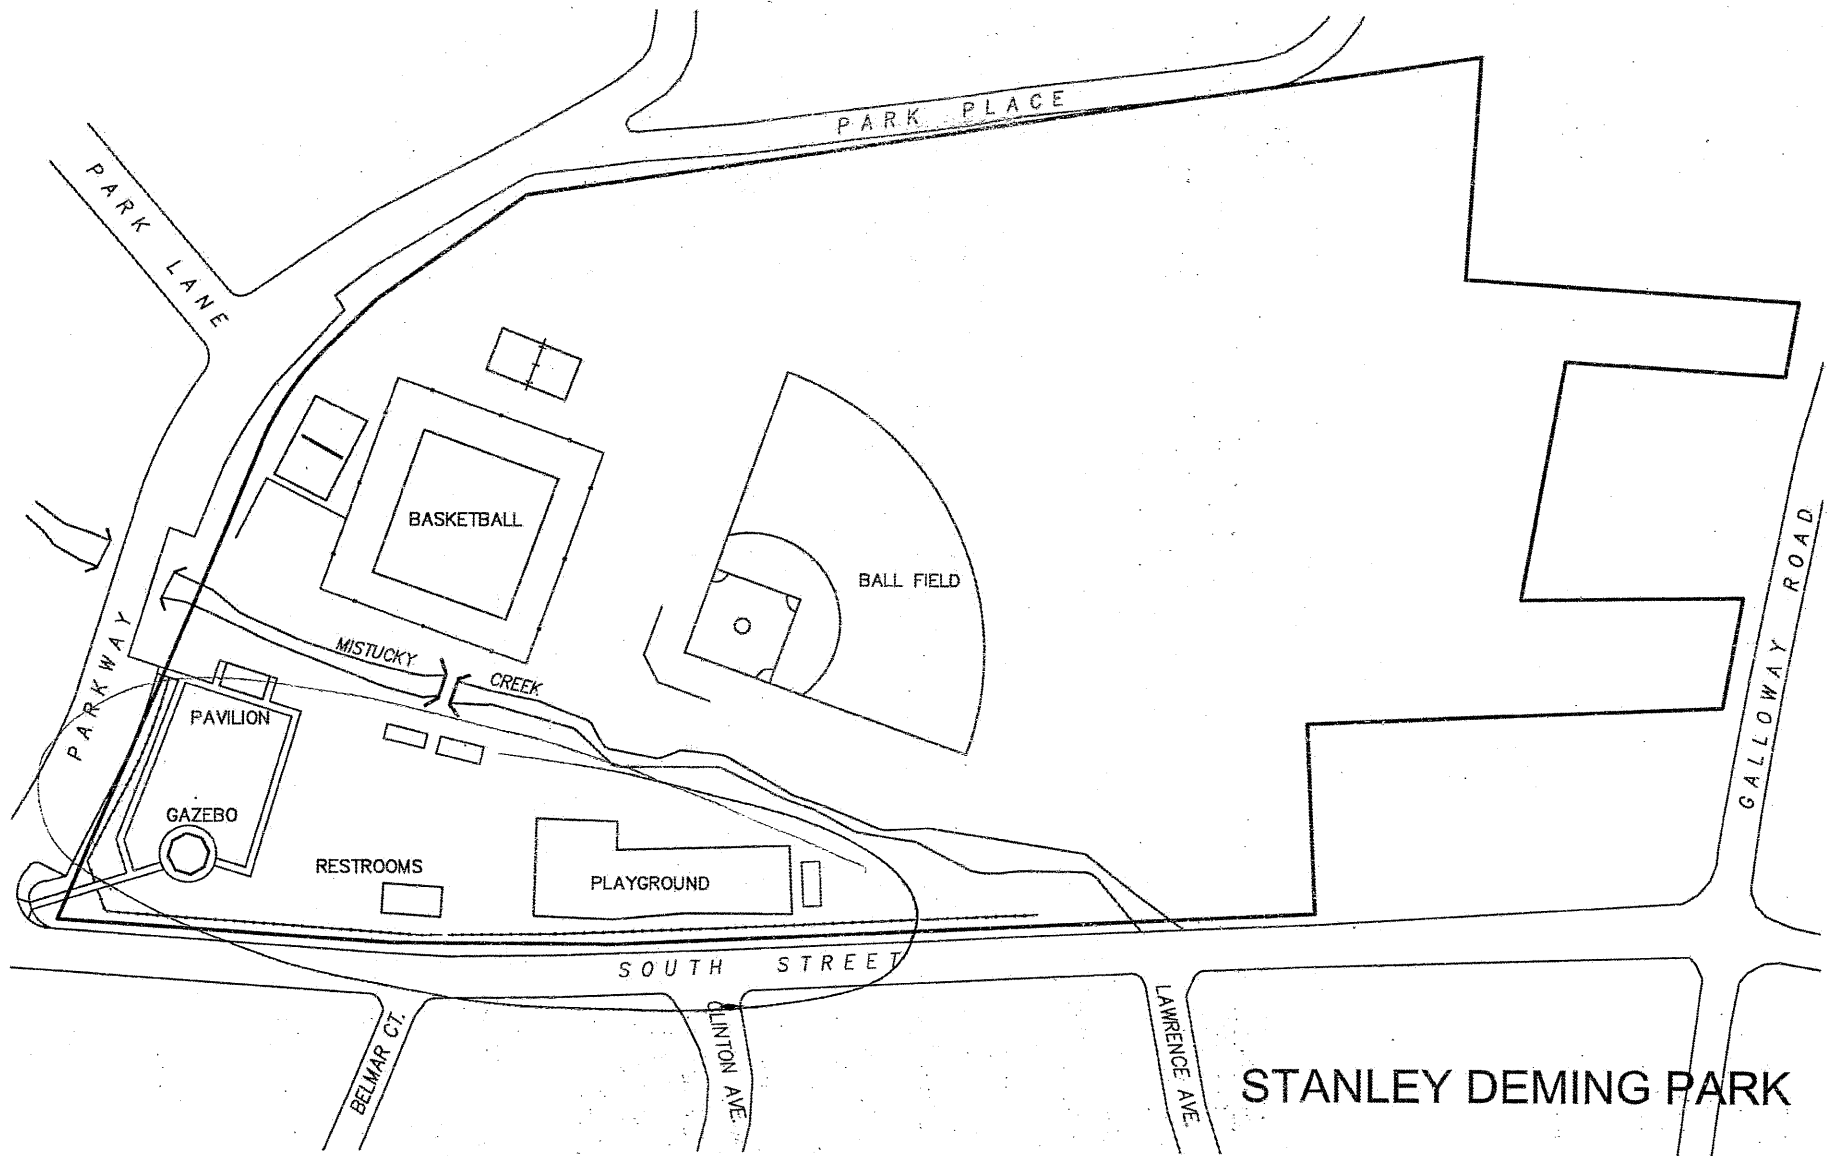 PARK PLACE
PARK LANE
BASKETBALL
BALL FIELD
GALLOWAY ROAD
MISTUCKY
CREEK
PARKWAY
PAVILION
GAZEBO
RESTROOMS
PLAYGROUND
SOUTH STREET
BELMAR CT.
CLINTON AVE.
LAWRENCE AVE.
STANLEY DEMING PARK